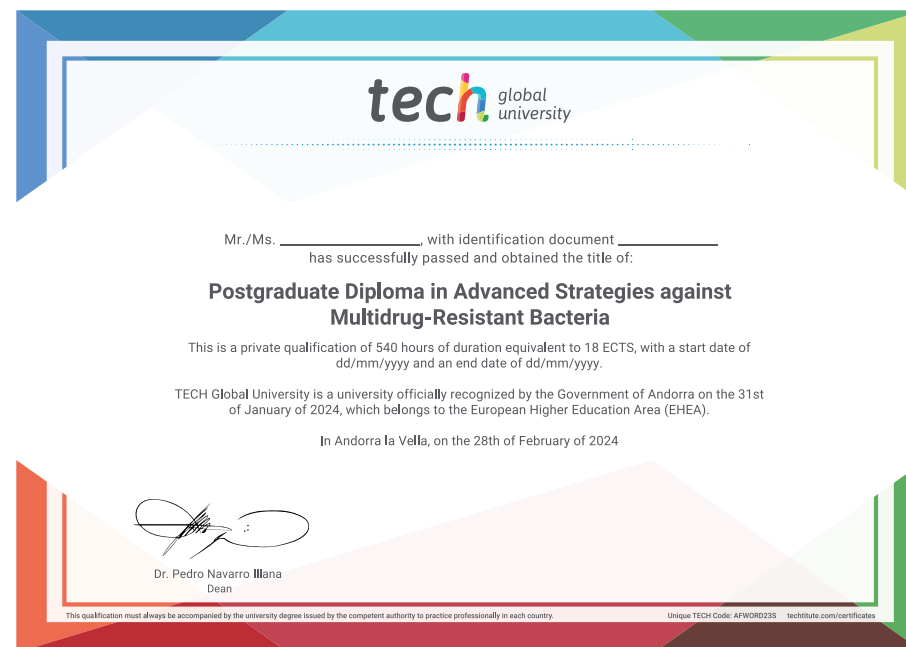 tech global university
Mr./Ms. ____________, with identification document ____________
has successfully passed and obtained the title of:
Postgraduate Diploma in Advanced Strategies against
Multidrug-Resistant Bacteria
This is a private qualification of 540 hours of duration equivalent to 18 ECTS, with a start date of
dd/mm/yyyy and an end date of dd/mm/yyyy.
TECH Global University is a university officially recognized by the Government of Andorra on the 31st
of January of 2024, which belongs to the European Higher Education Area (EHEA).
In Andorra la Vella, on the 28th of February of 2024
Dr. Pedro Navarro Illana
Dean
This qualification must always be accompanied by the university degree issued by the competent authority to practice professionally in each country.
Unique TECH Code: AFWORD23S techtitute.com/certificates